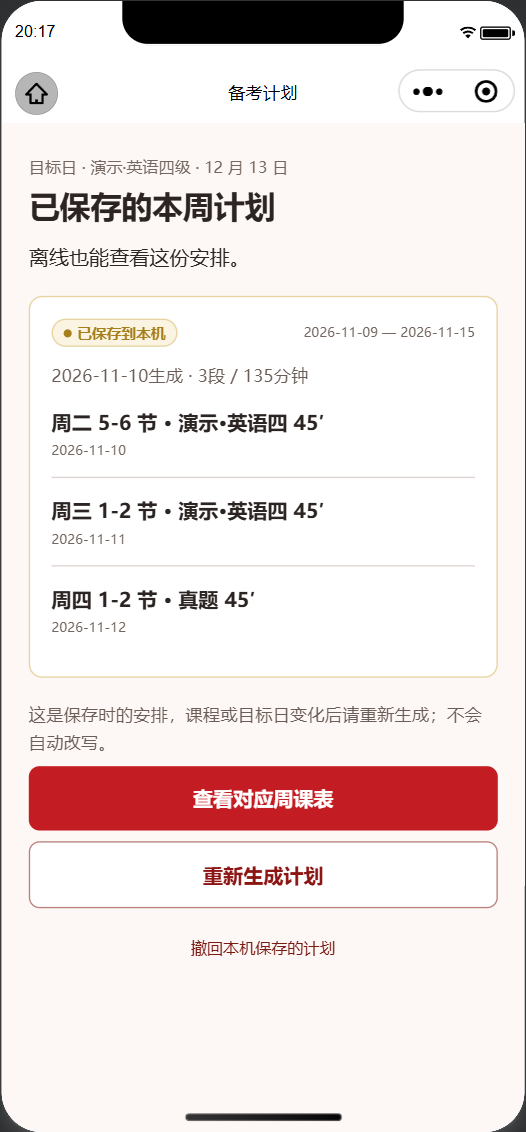 20:17
备考计划
目标日 · 演示·英语四级 · 12 月 13 日
已保存的本周计划
离线也能查看这份安排。
已保存到本机
2026-11-09 — 2026-11-15
2026-11-10生成 · 3段 / 135分钟
周二 5-6 节 · 演示·英语四 45′
2026-11-10
周三 1-2 节 · 演示·英语四 45′
2026-11-11
周四 1-2 节 · 真题 45′
2026-11-12
这是保存时的安排，课程或目标日变化后请重新生成；不会
自动改写。
查看对应周课表
重新生成计划
撤回本机保存的计划